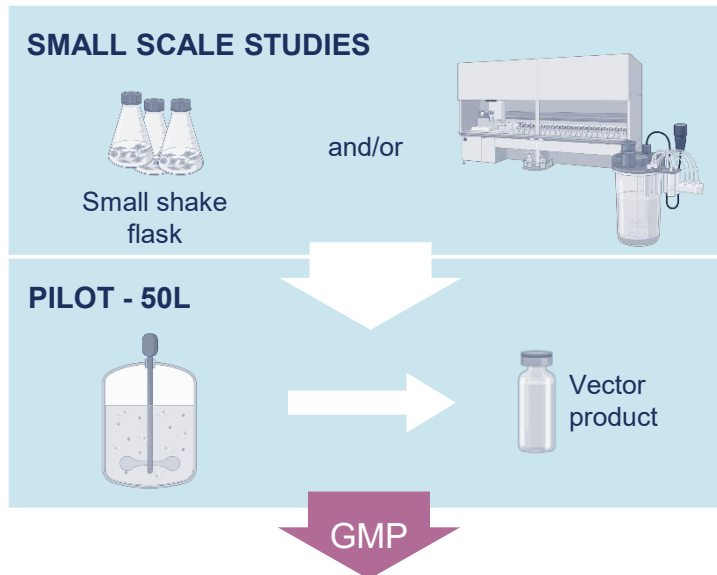 SMALL SCALE STUDIES
and/or
Small shake
flask
PILOT - 50L
Vector
product
GMP